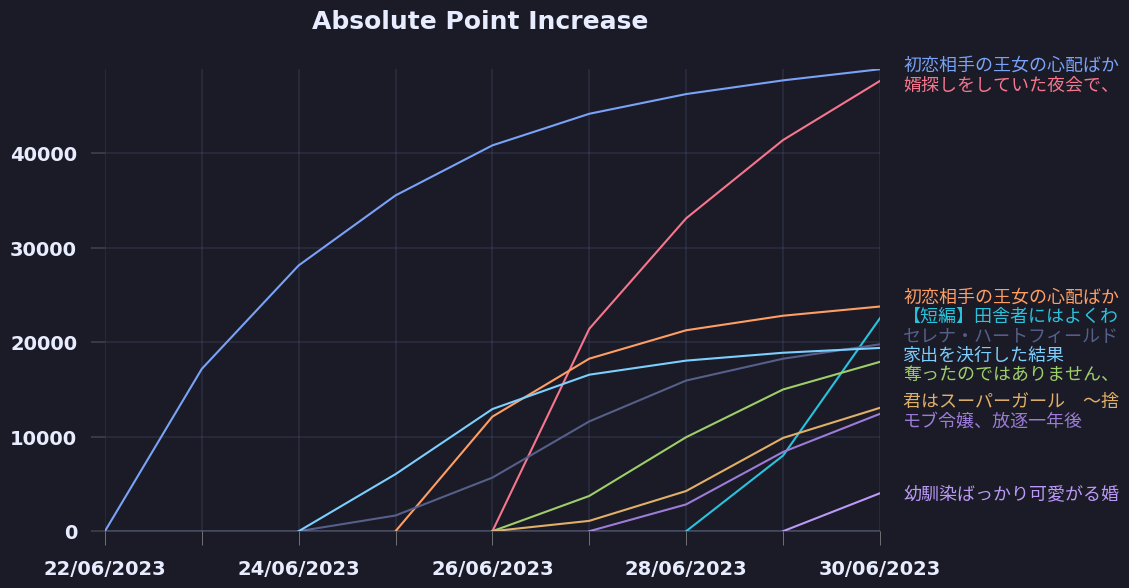 Absolute Point Increase
初恋相手の王女の心配ばか
婿探しをしていた夜会で、
40000
30000
初恋相手の王女の心配ばか
【短編】田舎者にはよくわ
20000
セレナ・ハートフィールド
家出を決行した結果
奪ったのではありません、
君はスーパーガール　～捨
モブ令嬢、放逐一年後
10000
幼馴染ばっかり可愛がる婚
0
22/06/2023
24/06/2023
26/06/2023
28/06/2023
30/06/2023